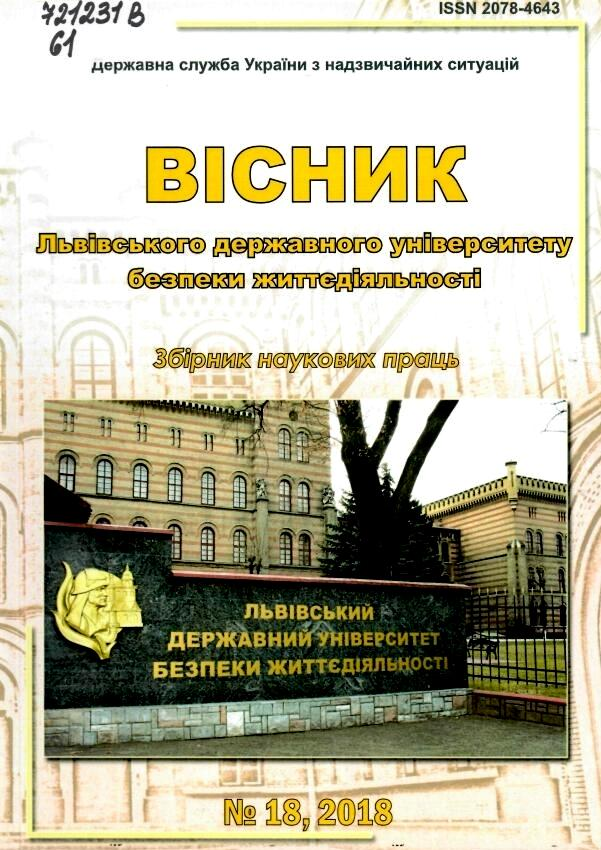 721231 В
61
ISSN 2078-4643
Державна служба України з надзвичайних ситуацій
ВІСНИК
Львівського державного університету
безпеки життєдіяльності
Збірник наукових праць
ЛЬВІВСЬКИЙ
ДЕРЖАВНИЙ УНІВЕРСИТЕТ
БЕЗПЕКИ ЖИТТЄДІЯЛЬНОСТІ
№ 18, 2018